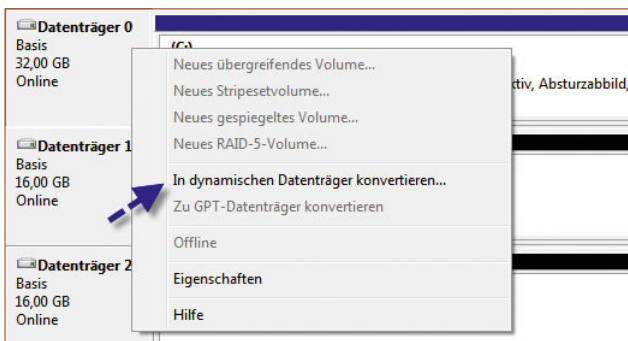 Datenträger 0
Basis
32,00 GB
Online
(C:)
ktiv, Absturzabbild,
Neues übergreifendes Volume...
Neues Stripesetvolume...
Neues gespiegeltes Volume...
Neues RAID-5-Volume...
In dynamischen Datenträger konvertieren...
Zu GPT-Datenträger konvertieren
Offline
Eigenschaften
Hilfe
Datenträger 1
Basis
16,00 GB
Online
Datenträger 2
Basis
16,00 GB
Online